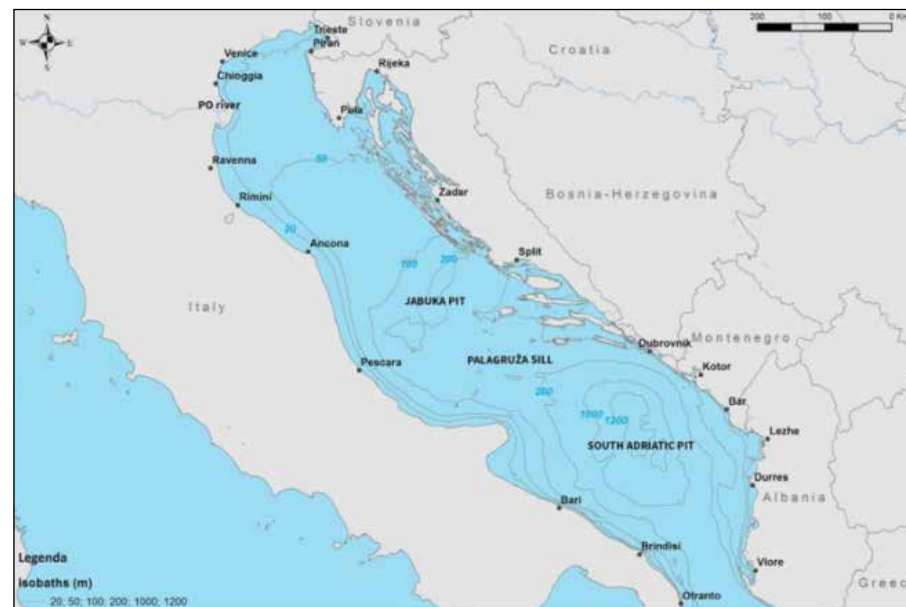 N
W E
S
200 100 0 Km
Slovenia
Croatia
Bosnia-Herzegovina
Montenegro
Albania
Greec
Italy
Trieste
Piran
Venice
Chioggia
PO river
Rijeka
Pula
Ravenna
Rimini
Ancona
Zadar
Split
Pescara
Dubrovnik
Kotor
Bar
Lezhe
Durres
Vlore
Bari
Brindisi
Otranto
50
20
100
200
JABUKA PIT
PALAGRUŽA SILL
200
1000
1200
SOUTH ADRIATIC PIT
Legenda
Isobaths (m)
20; 50; 100; 200; 1000; 1200